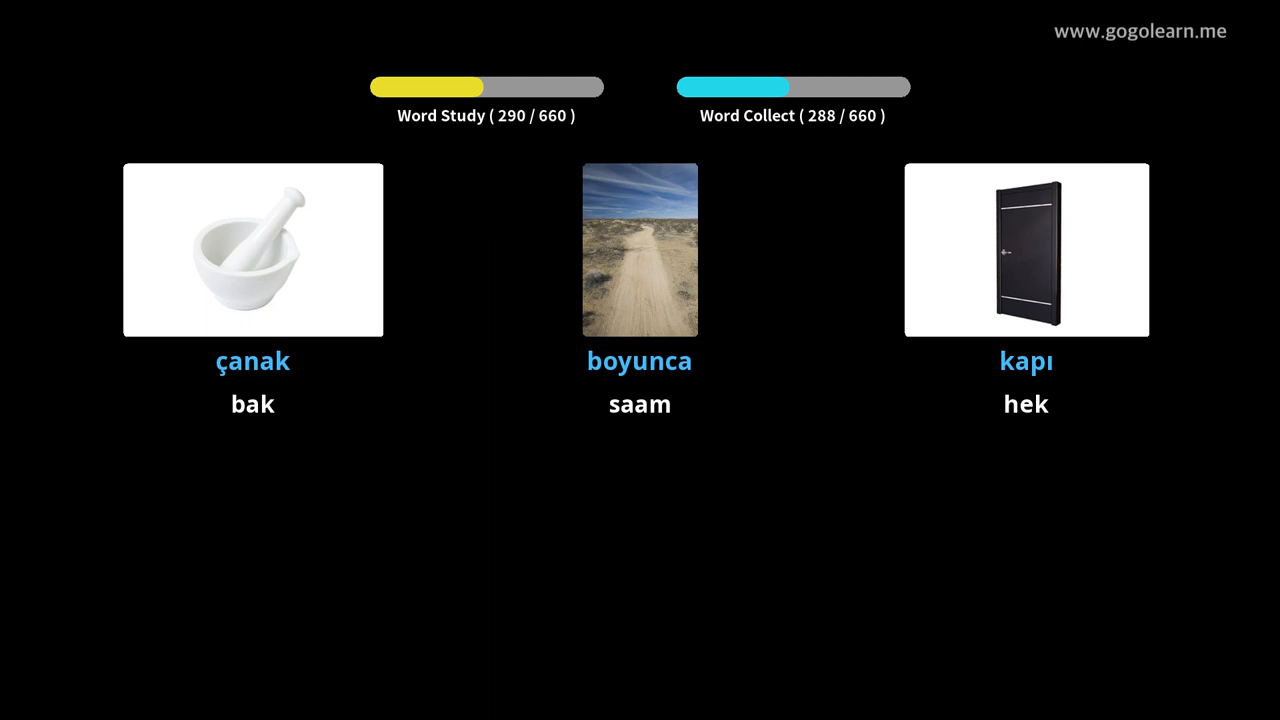 www.gogolearn.me
Word Study ( 290 / 660 )
Word Collect ( 288 / 660 )
çanak
boyunca
kapı
bak
saam
hek